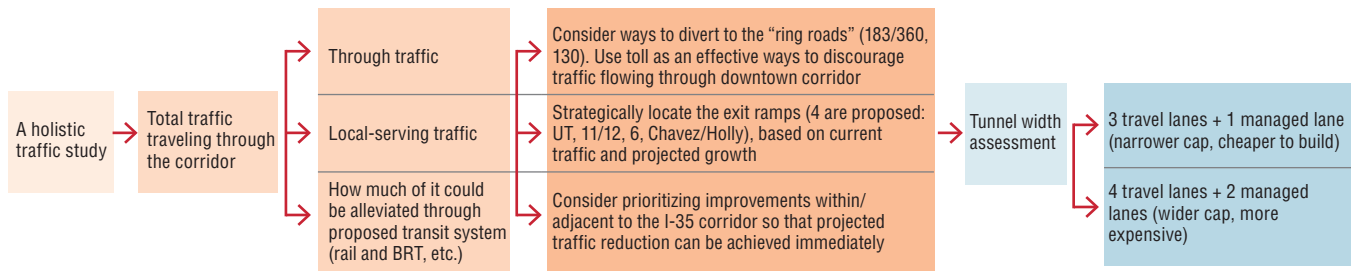 A holistic
traffic study
Total traffic
traveling through
the corridor
Through traffic
Local-serving traffic
How much of it could
be alleviated through
proposed transit system
(rail and BRT, etc.)
Consider ways to divert to the “ring roads” (183/360,
130). Use toll as an effective ways to discourage
traffic flowing through downtown corridor
Strategically locate the exit ramps (4 are proposed:
UT, 11/12, 6, Chavez/Holly), based on current
traffic and projected growth
Consider prioritizing improvements within/
adjacent to the I-35 corridor so that projected
traffic reduction can be achieved immediately
Tunnel width
assessment
3 travel lanes + 1 managed lane
(narrower cap, cheaper to build)
4 travel lanes + 2 managed
lanes (wider cap, more
expensive)